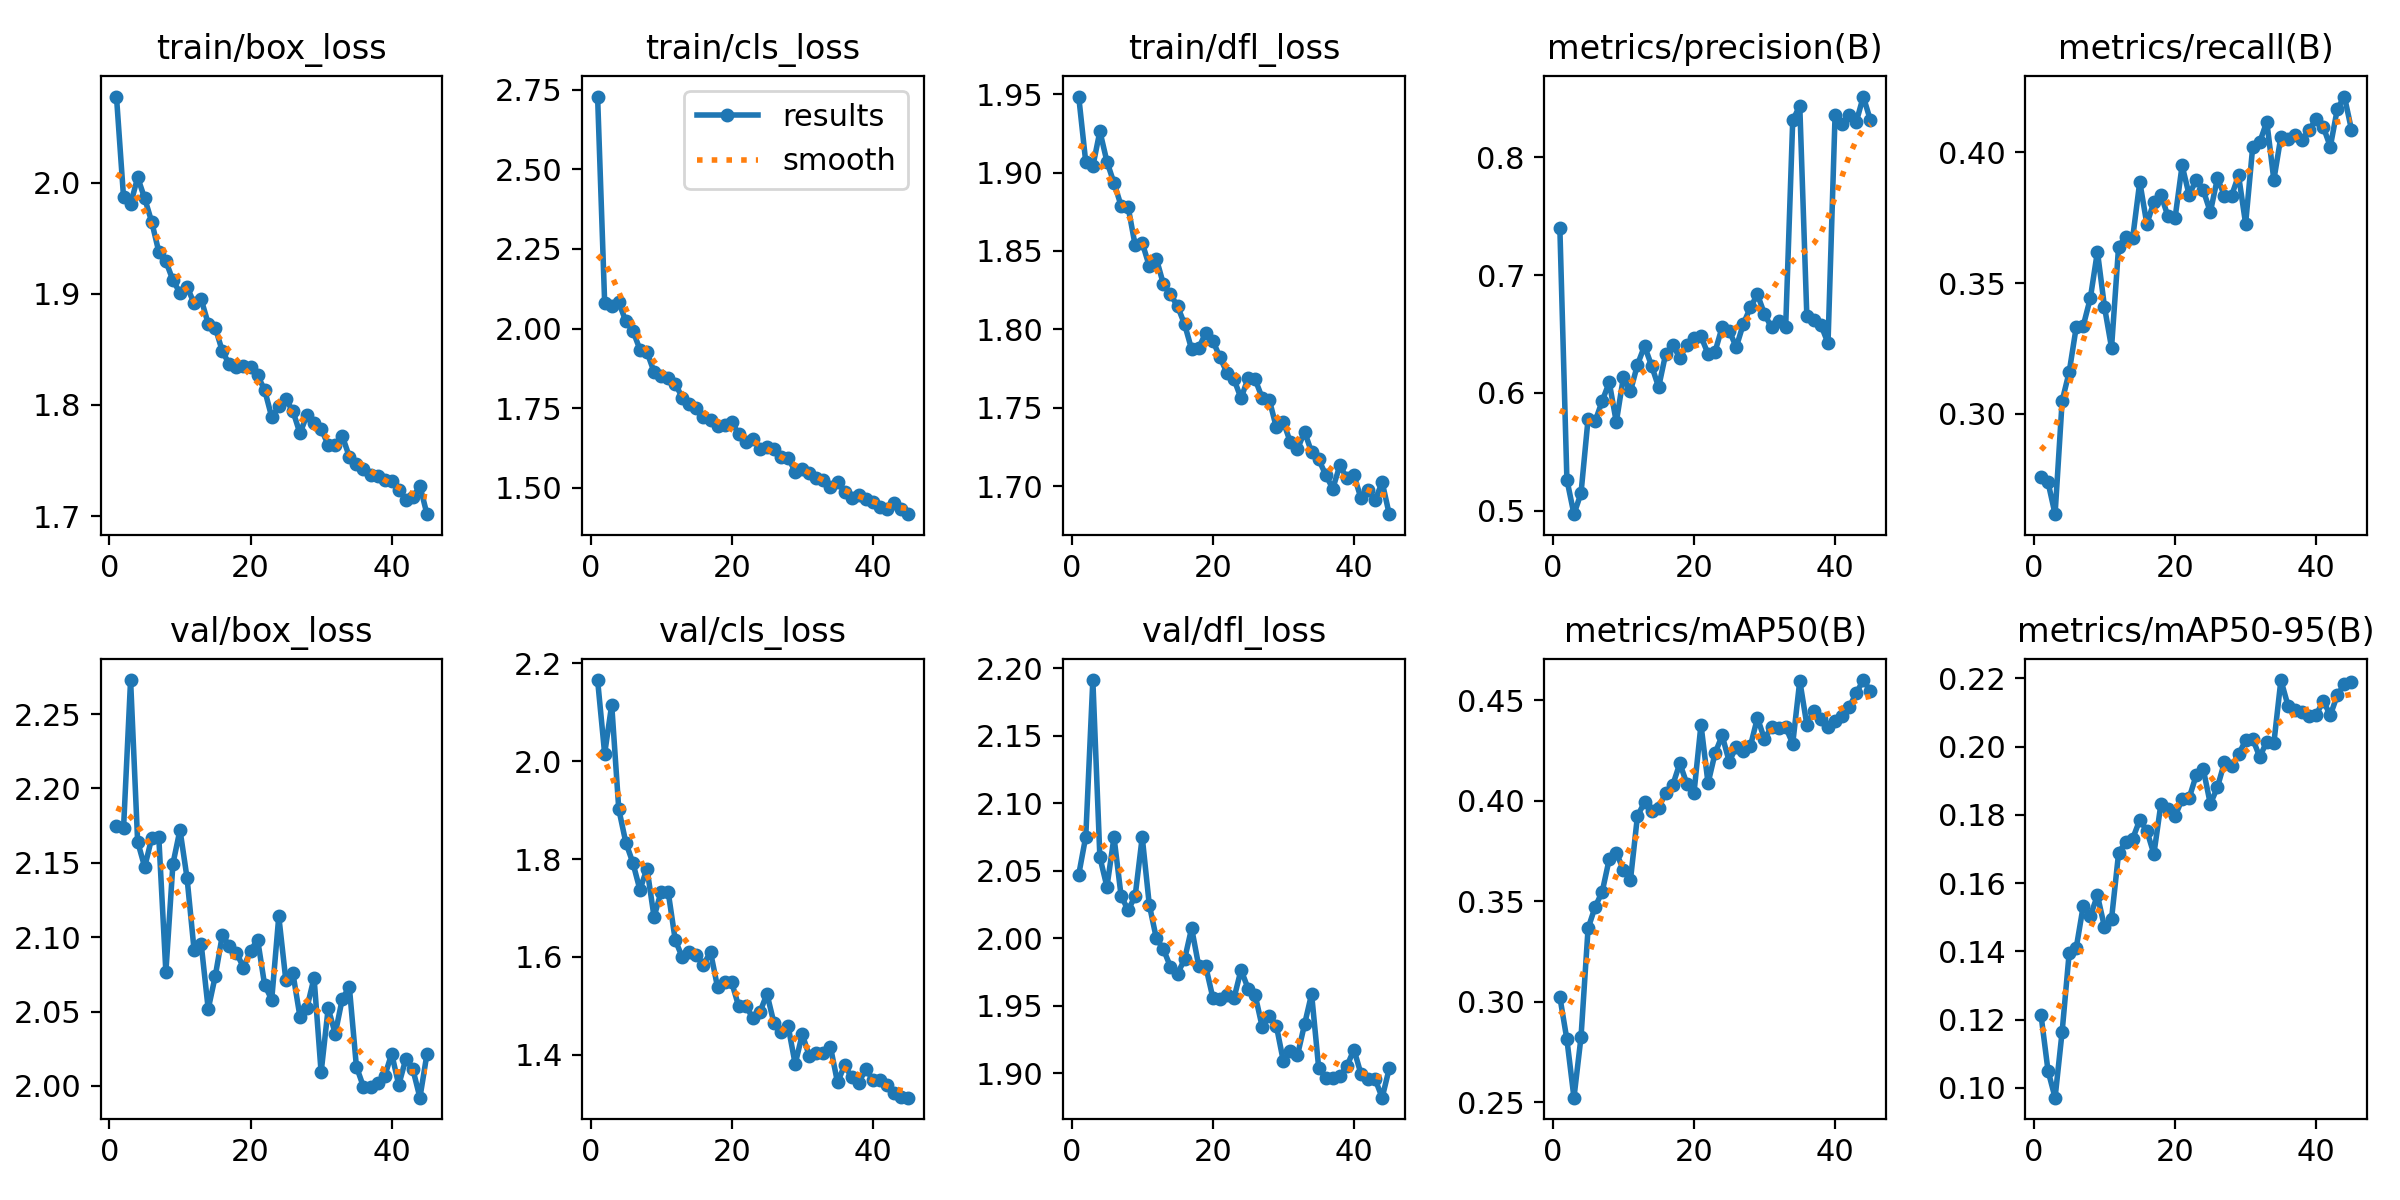 train/box_loss
train/cls_loss
train/dfl_loss
metrics/precision(B)
metrics/recall(B)
2.0
1.9
1.8
1.7
0 20 40
2.75
2.50
2.25
2.00
1.75
1.50
0 20 40
results
smooth
1.95
1.90
1.85
1.80
1.75
1.70
0 20 40
0.8
0.7
0.6
0.5
0 20 40
0.40
0.35
0.30
0 20 40
val/box_loss
val/cls_loss
val/dfl_loss
metrics/mAP50(B)
metrics/mAP50-95(B)
2.25
2.20
2.15
2.10
2.05
2.00
0 20 40
2.2
2.0
1.8
1.6
1.4
0 20 40
2.20
2.15
2.10
2.05
2.00
1.95
1.90
0 20 40
0.45
0.40
0.35
0.30
0.25
0 20 40
0.22
0.20
0.18
0.16
0.14
0.12
0.10
0 20 40